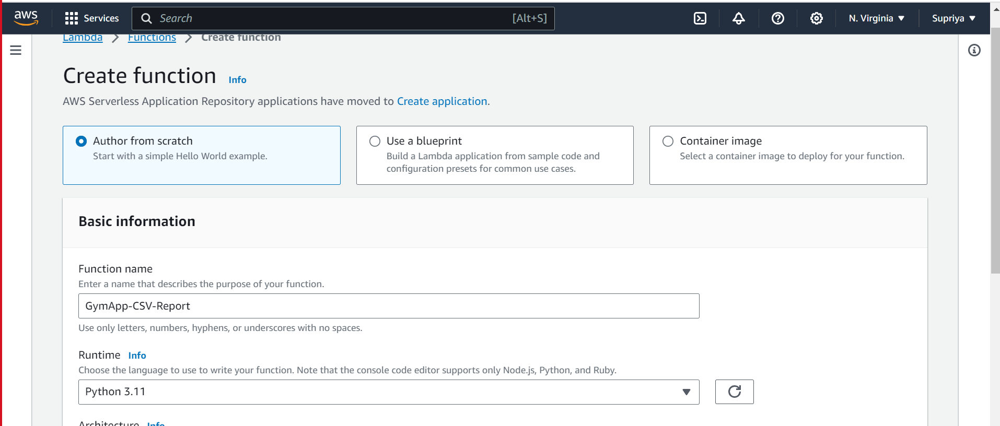 aws Services Search [Alt+S] N. Virginia Supriya
Lambda Functions Create function
Create function Info
AWS Serverless Application Repository applications have moved to Create application.
Author from scratch
Start with a simple Hello World example.
Use a blueprint
Build a Lambda application from sample code and
configuration presets for common use cases.
Container image
Select a container image to deploy for your function.
Basic information
Function name
Enter a name that describes the purpose of your function.
GymApp-CSV-Report
Use only letters, numbers, hyphens, or underscores with no spaces.
Runtime Info
Choose the language to use to write your function. Note that the console code editor supports only Node.js, Python, and Ruby.
Python 3.11
Architecture Info